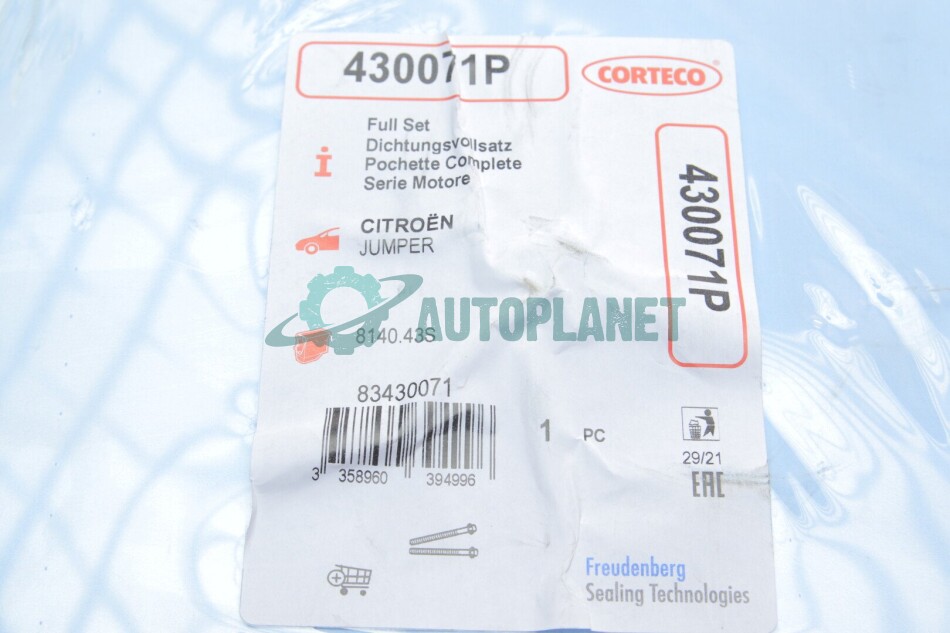 430071P
CORTECO
Full Set
Dichtungsvollsatz
Pochette Complete
Serie Motore
430071P
CITROËN
JUMPER
AUTOPLANET
8140.43S
83430071
3 358960 394996
1 PC
29/21
EAC
Freudenberg
Sealing Technologies